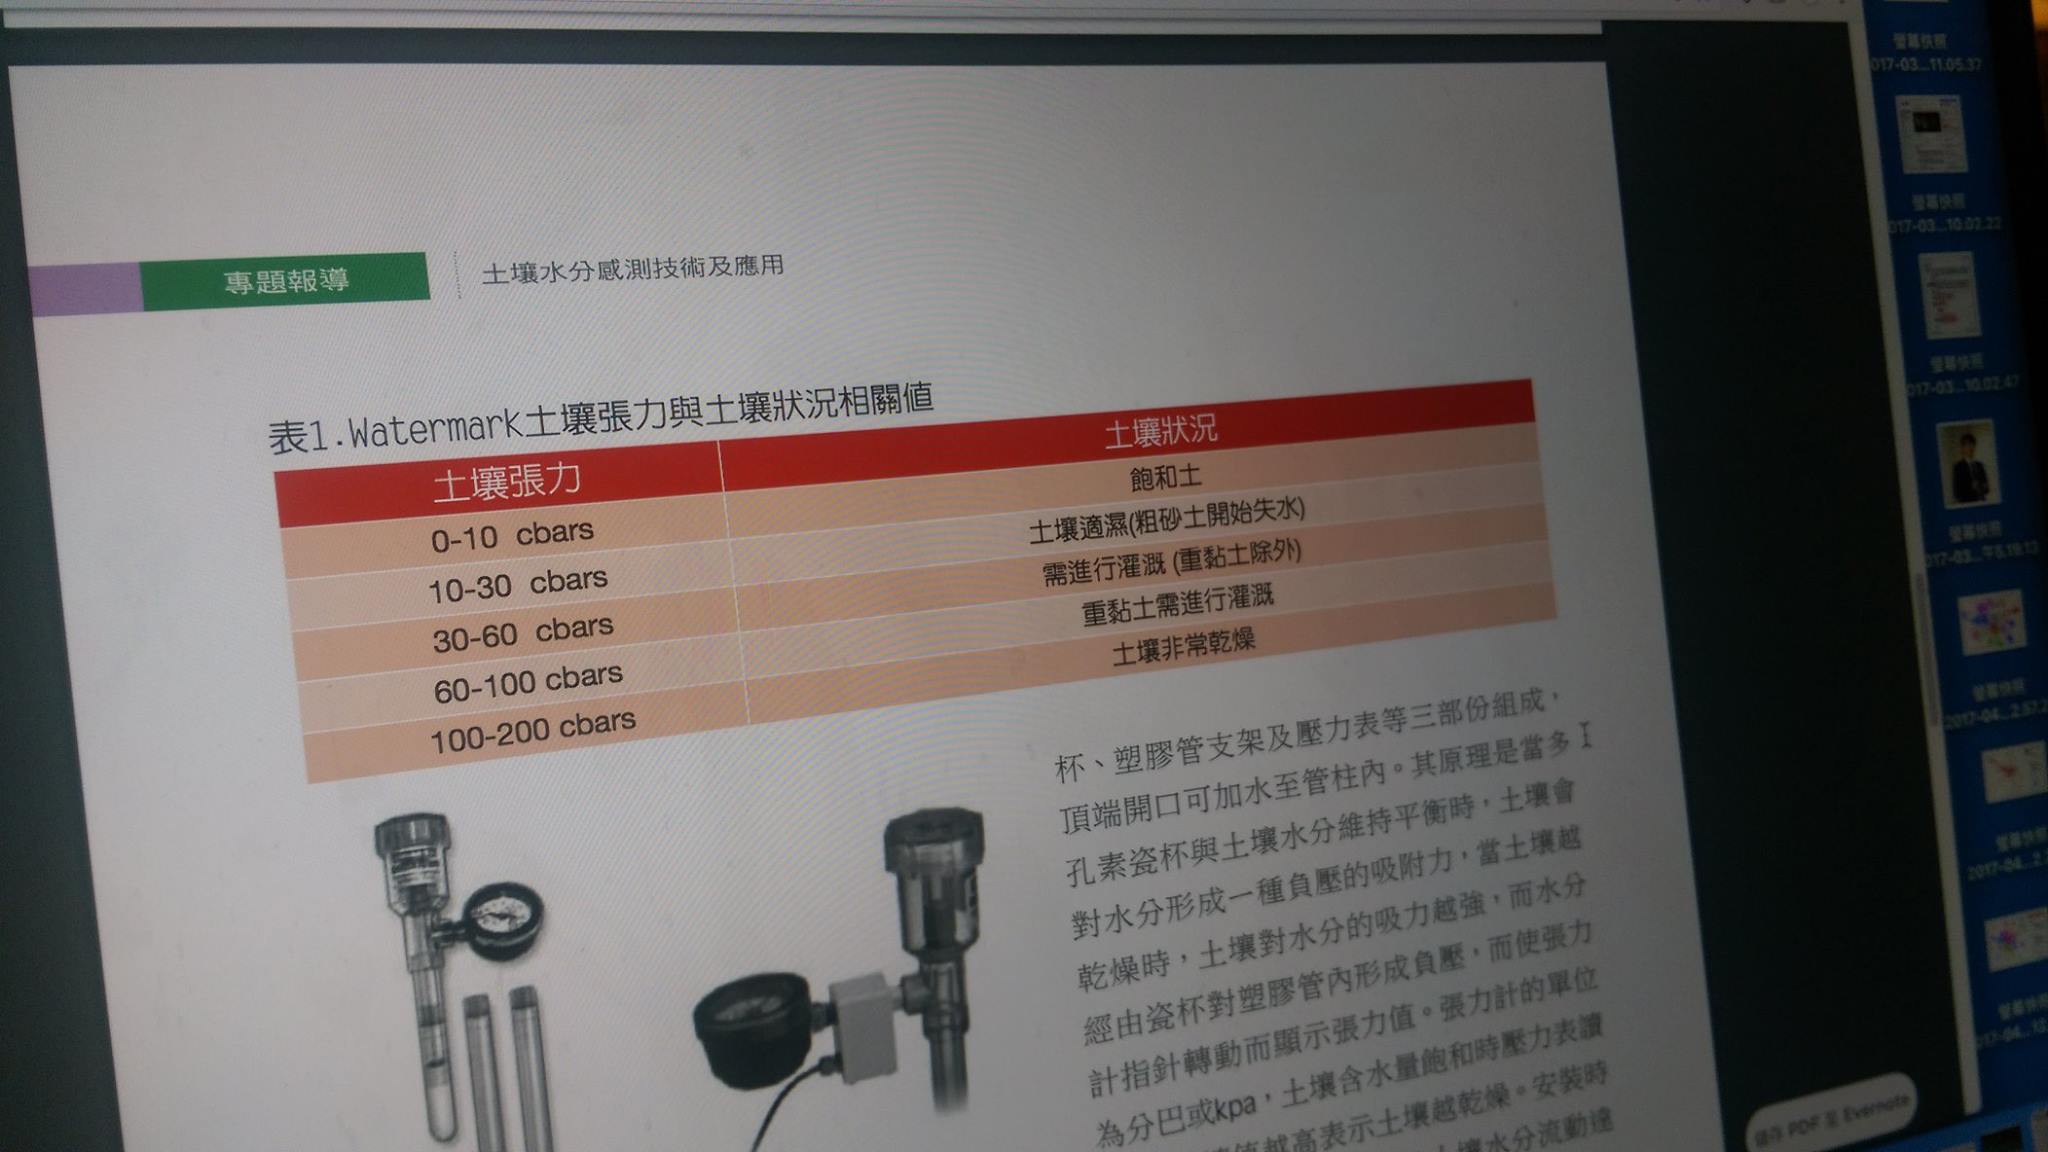 專題報導
土壤水分感測技術及應用
表1.Watermark土壤張力與土壤狀況相關值
土壤張力 土壤狀況
0-10 cbars 飽和土
10-30 cbars 土壤適濕(粗砂土開始失水)
30-60 cbars 需進行灌溉 (重黏土除外)
60-100 cbars 重黏土需進行灌溉
100-200 cbars 土壤非常乾燥
杯、塑膠管支架及壓力表等三部份組成，
頂端開口可加水至管柱內。其原理是當多
孔素瓷杯與土壤水分維持平衡時，土壤會
對水分形成一種負壓的吸附力，當土壤越
乾燥時，土壤對水分的吸力越強，而水分
經由瓷杯對塑膠管內形成負壓，而使張力
計指針轉動而顯示張力值。張力計的單位
為分巴或kpa，土壤含水量飽和時壓力表讀
值越高表示土壤越乾燥。安裝時
土壤水分流動達
螢幕快照
017-03...11.05.37
螢幕快照
017-03...10.02.22
螢幕快照
017-03...10.02.47
螢幕快照
螢幕快照
2017-04...2.57.2
螢幕快照
2017-04...2.
螢幕快照
儲存 PDF 至 Evernote